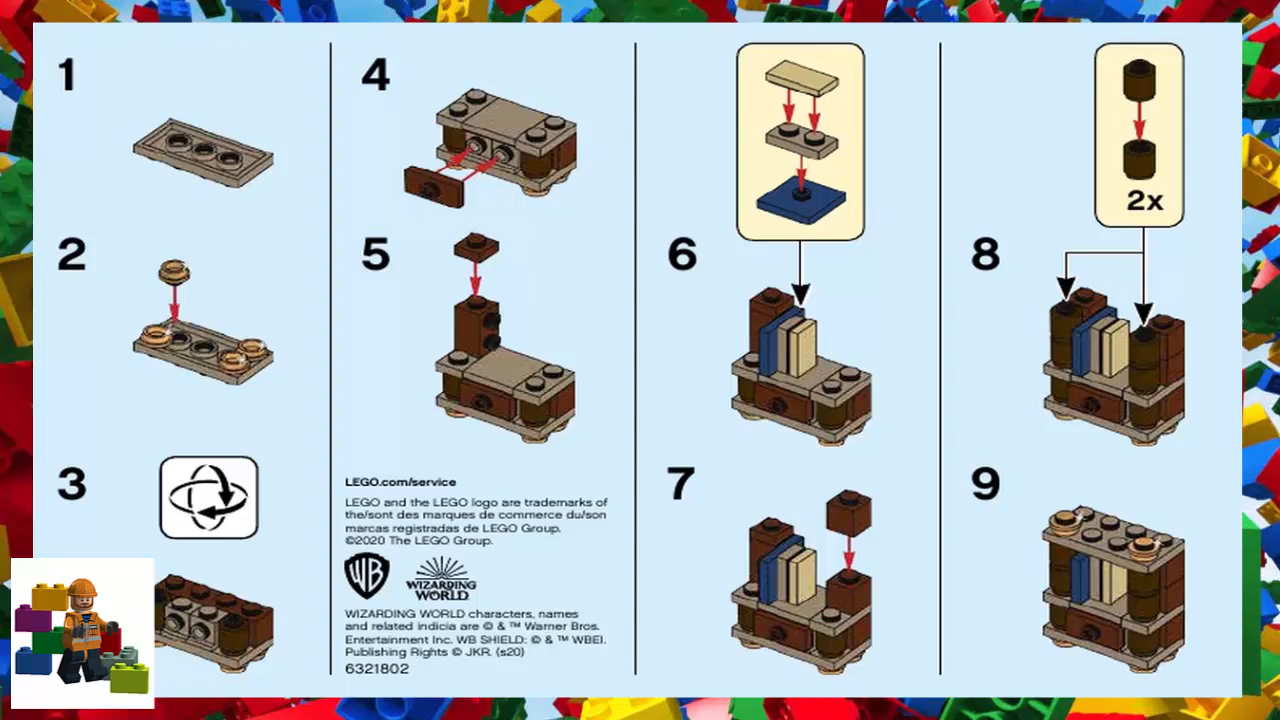 1
2
3
4
5
LEGO.com/service
LEGO and the LEGO logo are trademarks of
the/sont des marques de commerce du/son
marcas registradas de LEGO Group.
©2020 The LEGO Group.
WB
WIZARDING
WORLD
WIZARDING WORLD characters, names
and related indicia are © & ™ Warner Bros.
Entertainment Inc. WB SHIELD: © & ™ WBEI.
Publishing Rights © JKR. (s20)
6321802
6
7
2x
8
9